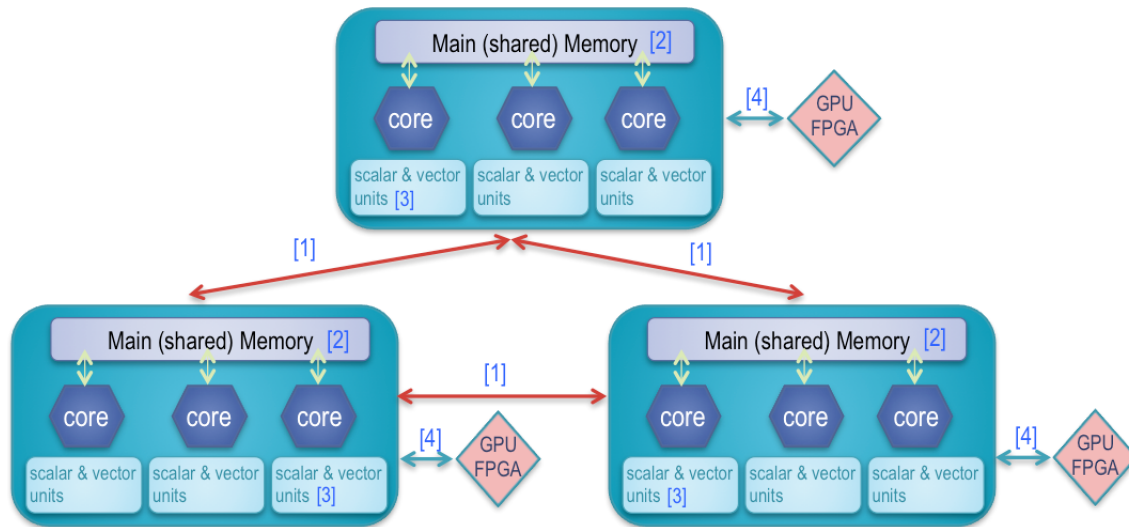 Main (shared) Memory [2]
core core core
[4]
GPU
FPGA
scalar & vector
units [3]
scalar & vector
units
scalar & vector
units
[1]
[1]
Main (shared) Memory [2]
core core core
scalar & vector
units
scalar & vector
units
scalar & vector
units [3]
[4]
GPU
FPGA
[1]
Main (shared) Memory [2]
core core core
scalar & vector
units [3]
scalar & vector
units
scalar & vector
units
[4]
GPU
FPGA